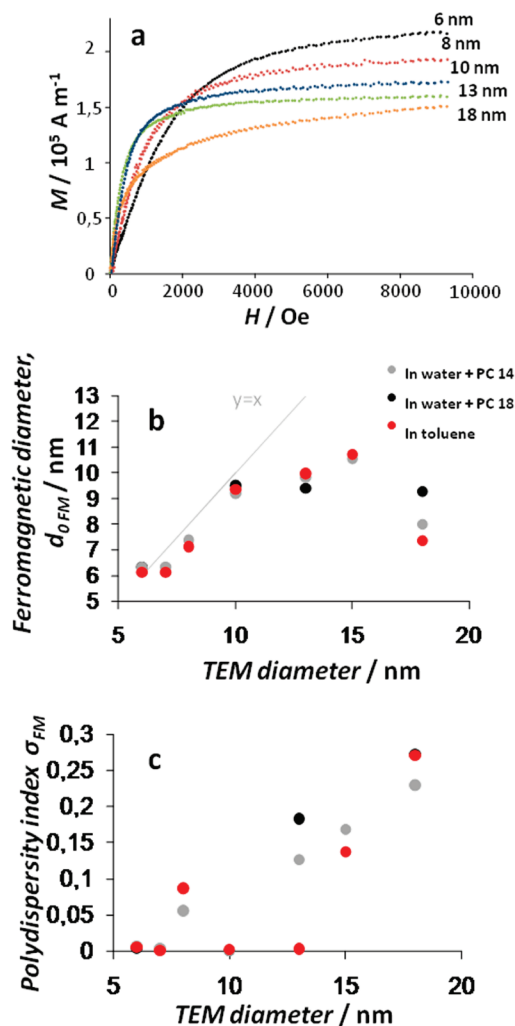 a
6 nm
8 nm
10 nm
13 nm
18 nm
2
1,5
1
0,5
0
0 2000 4000 6000 8000 10000
M / 10⁵ A m⁻¹
H / Oe
b
y=x
In water + PC 14
In water + PC 18
In toluene
13
12
11
10
9
8
7
6
5
5 10 15 20
Ferromagnetic diameter,
d₀ FM / nm
TEM diameter / nm
c
0,3
0,25
0,2
0,15
0,1
0,05
0
5 10 15 20
Polydispersity index σFM
TEM diameter / nm